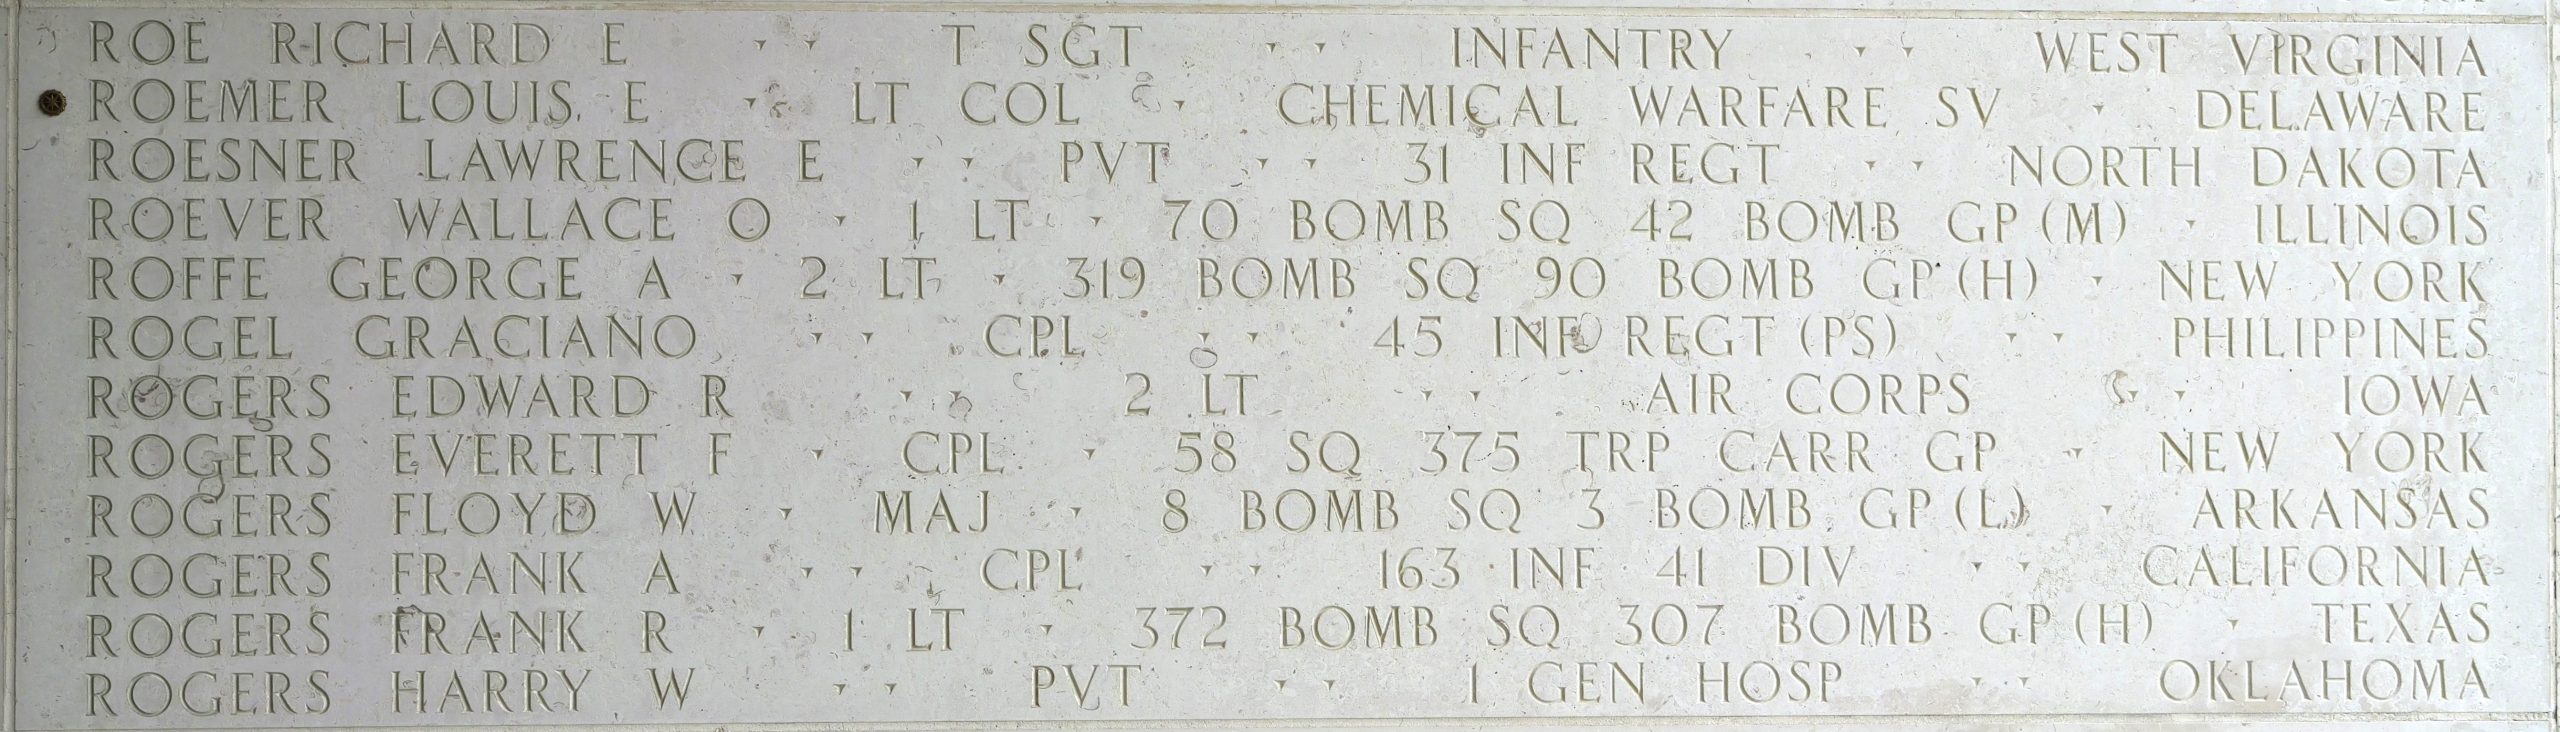 ROE RICHARD E · · T SGT · · INFANTRY · · WEST VIRGINIA
ROEMER LOUIS E · LT COL · CHEMICAL WARFARE SV · DELAWARE
ROESNER LAWRENCE E · · PVT · · 31 INF REGT · · NORTH DAKOTA
ROEVER WALLACE O · 1 LT · 70 BOMB SQ 42 BOMB GP (M) · ILLINOIS
ROFFE GEORGE A · 2 LT · 319 BOMB SQ 90 BOMB GP (H) · NEW YORK
ROGEL GRACIANO · · CPL · · 45 INF REGT (PS) · · PHILIPPINES
ROGERS EDWARD R · · 2 LT · · AIR CORPS · · IOWA
ROGERS EVERETT F · CPL · 58 SQ 375 TRP CARR GP · NEW YORK
ROGERS FLOYD W · MAJ · 8 BOMB SQ 3 BOMB GP (L) · ARKANSAS
ROGERS FRANK A · · CPL · · 163 INF 41 DIV · · CALIFORNIA
ROGERS FRANK R · 1 LT · 372 BOMB SQ 307 BOMB GP (H) · TEXAS
ROGERS HARRY W · · PVT · · 1 GEN HOSP · · OKLAHOMA